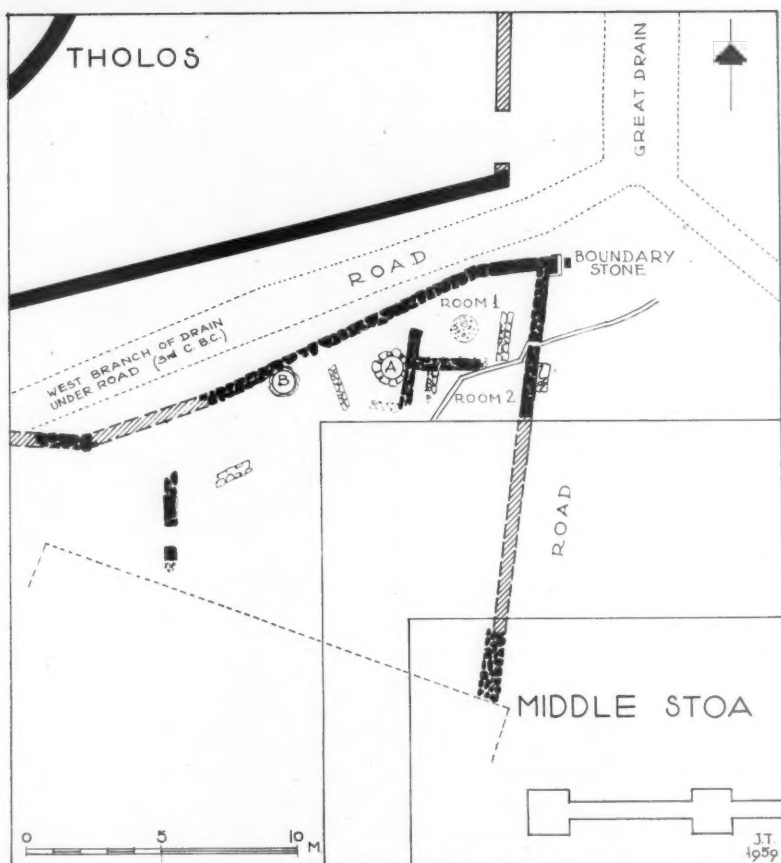 THOLOS
GREAT DRAIN
ROAD
BOUNDARY
STONE
ROOM 1
WEST BRANCH OF DRAIN
UNDER ROAD (3rd C. B.C.)
A
B
ROOM 2
ROAD
MIDDLE STOA
0 5 10 M
J.T.
1959